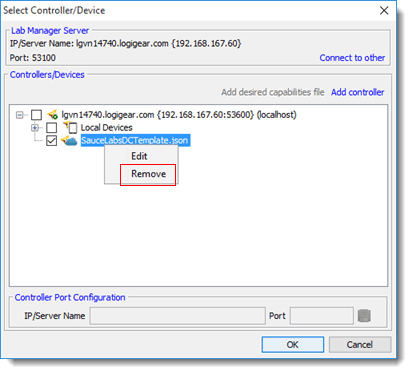 Select Controller/Device
Lab Manager Server
IP/Server Name: lgvn14740.logigear.com {192.168.167.60}
Port: 53100
Connect to other
Controllers/Devices
Add desired capabilities file Add controller
lgvn14740.logigear.com {192.168.167.60:53600} (localhost)
Local Devices
SauceLabsDCTemplate.json
Edit
Remove
Controller Port Configuration
IP/Server Name Port
OK Cancel